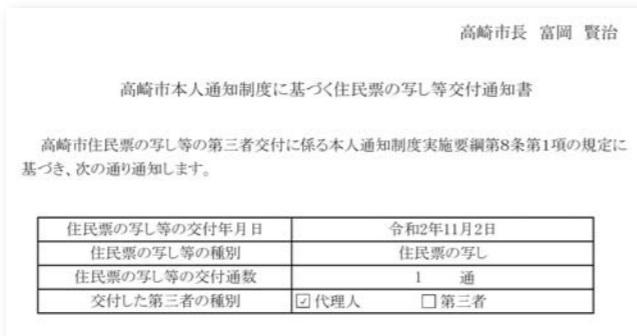 高崎市長 富岡 賢治
高崎市本人通知制度に基づく住民票の写し等交付通知書
高崎市住民票の写し等の第三者交付に係る本人通知制度実施要綱第8条第1項の規定に
基づき、次の通り通知します。
住民票の写し等の交付年月日 令和2年11月2日
住民票の写し等の種別 住民票の写し
住民票の写し等の交付通数 1 通
交付した第三者の種別 ☑代理人 □第三者